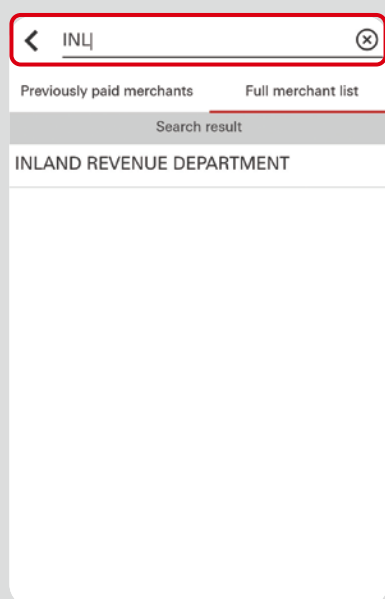 INL
Previously paid merchants Full merchant list
Search result
INLAND REVENUE DEPARTMENT